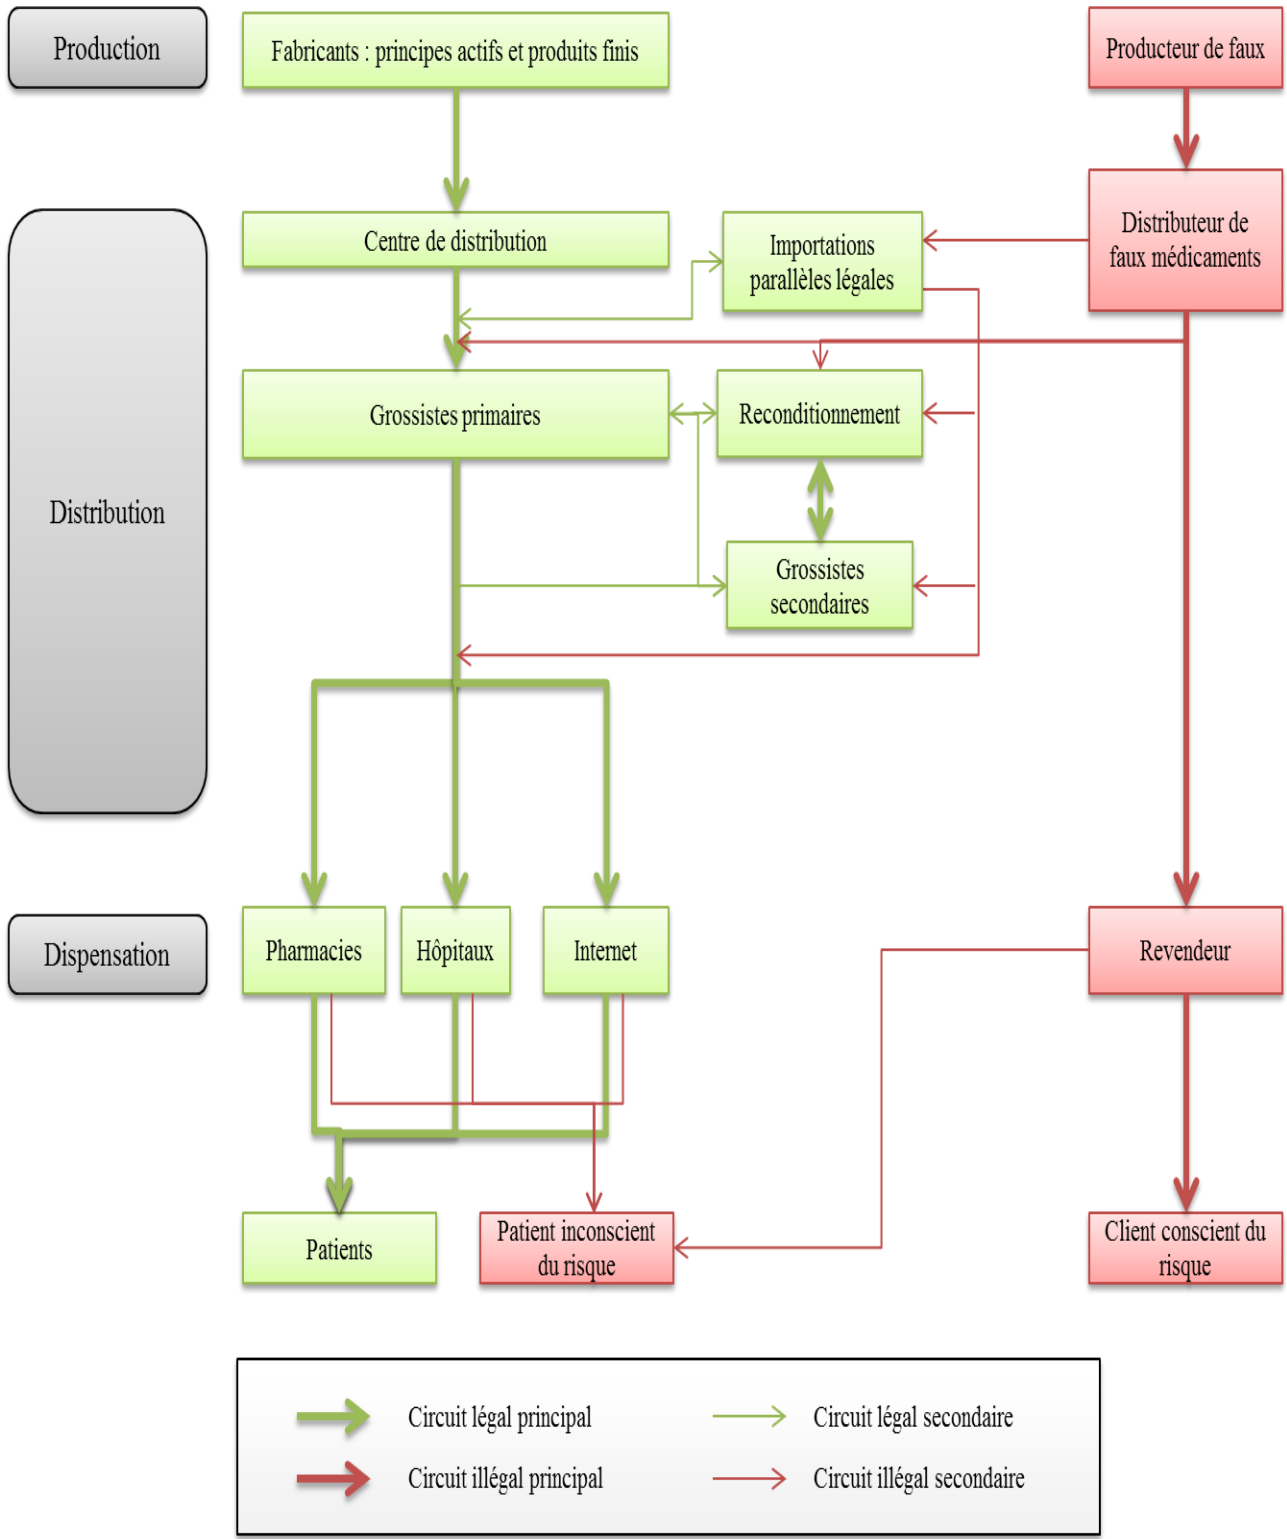 Production
Fabricants : principes actifs et produits finis
Producteur de faux
Distribution
Centre de distribution
Importations
parallèles légales
Distributeur de
faux médicaments
Grossistes primaires
Reconditionnement
Grossistes
secondaires
Dispensation
Pharmacies
Hôpitaux
Internet
Revendeur
Patients
Patient inconscient
du risque
Client conscient du
risque
Circuit légal principal
Circuit légal secondaire
Circuit illégal principal
Circuit illégal secondaire